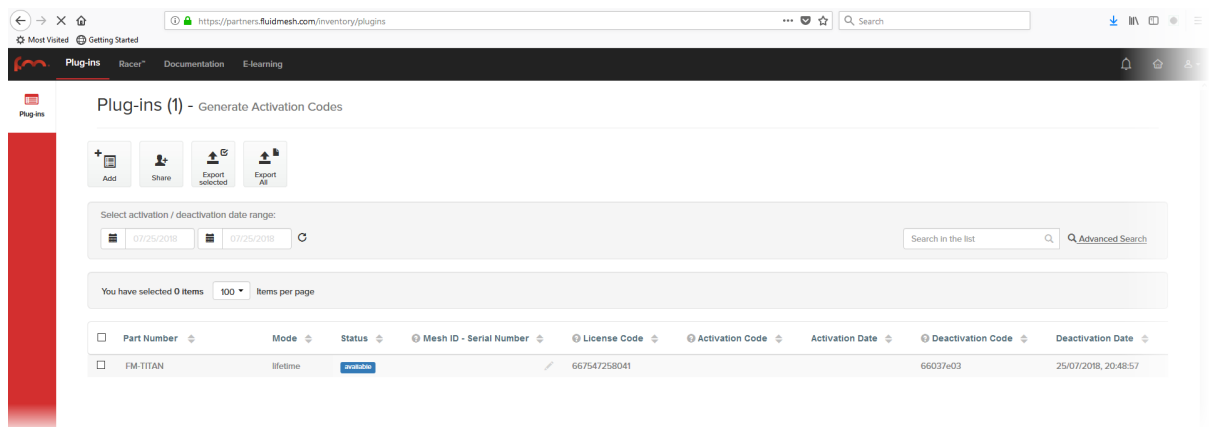 https://partners.fluidmesh.com/inventory/plugins
Search
Most Visited Getting Started
fm. Plug-ins Racer™ Documentation E-learning
Plug-ins
Plug-ins (1) - Generate Activation Codes
Add Share Export selected Export All
Select activation / deactivation date range:
07/25/2018 07/25/2018 Search in the list Advanced Search
You have selected 0 items 100 Items per page
Part Number Mode Status Mesh ID - Serial Number License Code Activation Code Activation Date Deactivation Code Deactivation Date
FM-TITAN lifetime available 667547258041 66037e03 25/07/2018, 20:48:57